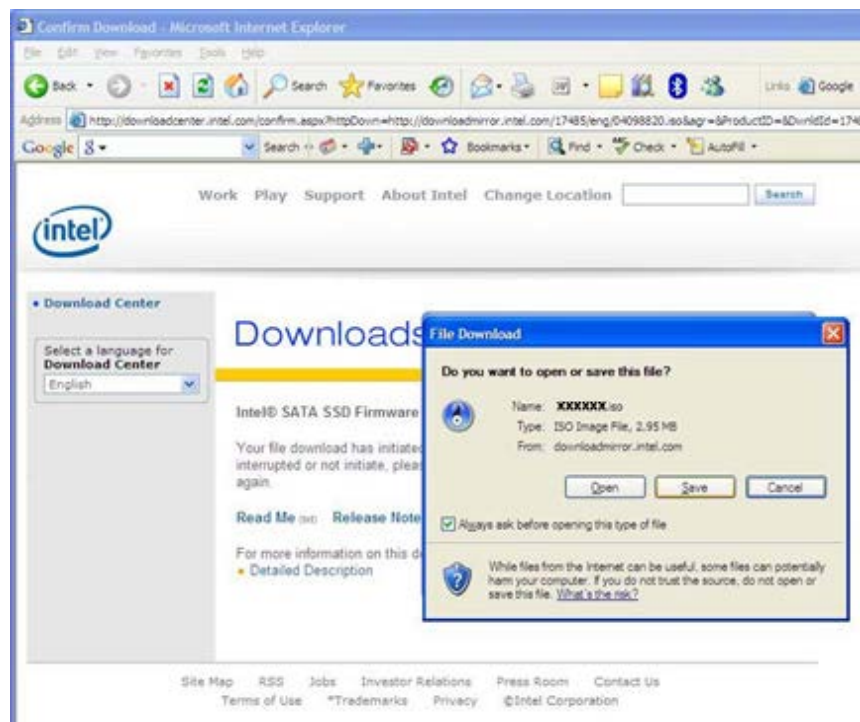 Confirm Download - Microsoft Internet Explorer
File Edit View Favorites Tools Help
Back Search Favorites Links Google
Address http://downloadcenter.intel.com/confirm.aspx?httpDown=http://downloadmirror.intel.com/17485/eng/04098820.iso&agr=&ProductID=&DwnldId=174
Google Search Bookmarks Find Check AutoFill
Work Play Support About Intel Change Location Search
intel
Download Center
Select a language for
Download Center
English
Downloads
Intel® SATA SSD Firmware
Your file download has initiated
interrupted or not initiate, pleas
again.
Read Me Release Note
For more information on this d
Detailed Description
File Download
Do you want to open or save this file?
Name: XXXXXX.iso
Type: ISO Image File, 2.95 MB
From: downloadmirror.intel.com
Open Save Cancel
Always ask before opening this type of file
While files from the Internet can be useful, some files can potentially
harm your computer. If you do not trust the source, do not open or
save this file. What's the risk?
Site Map RSS Jobs Investor Relations Press Room Contact Us
Terms of Use *Trademarks Privacy ©Intel Corporation